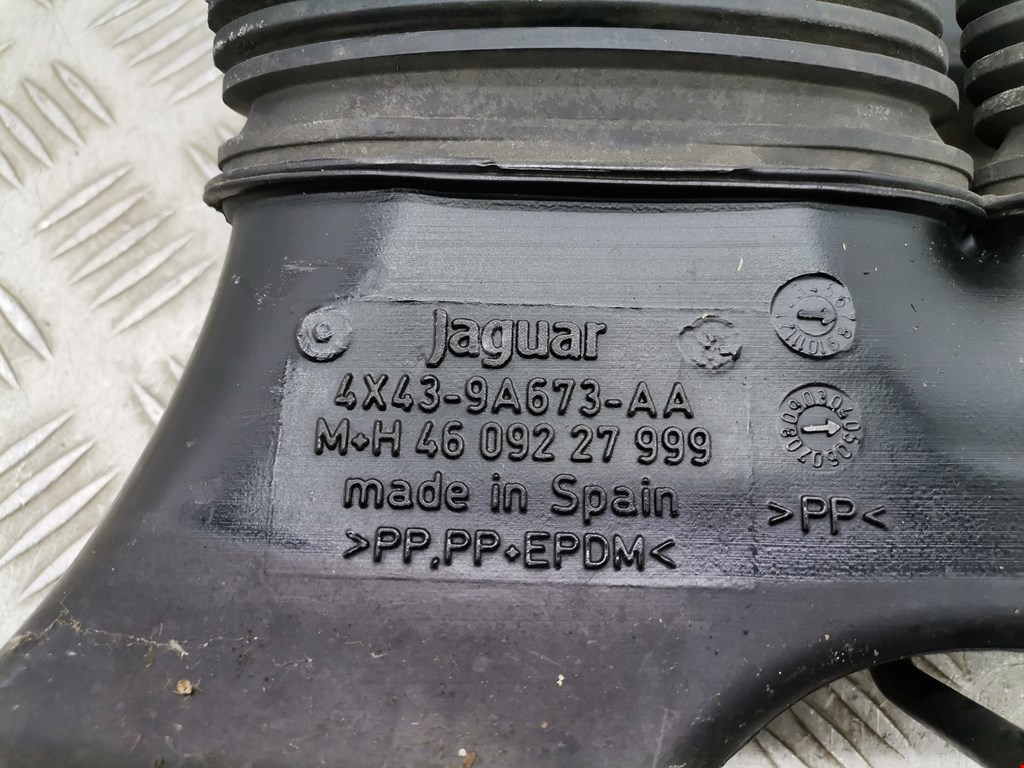 Jaguar
4X43-9A673-AA
M+H 46 092 27 999
made in Spain
>PP,PP+EPDM<
>PP<